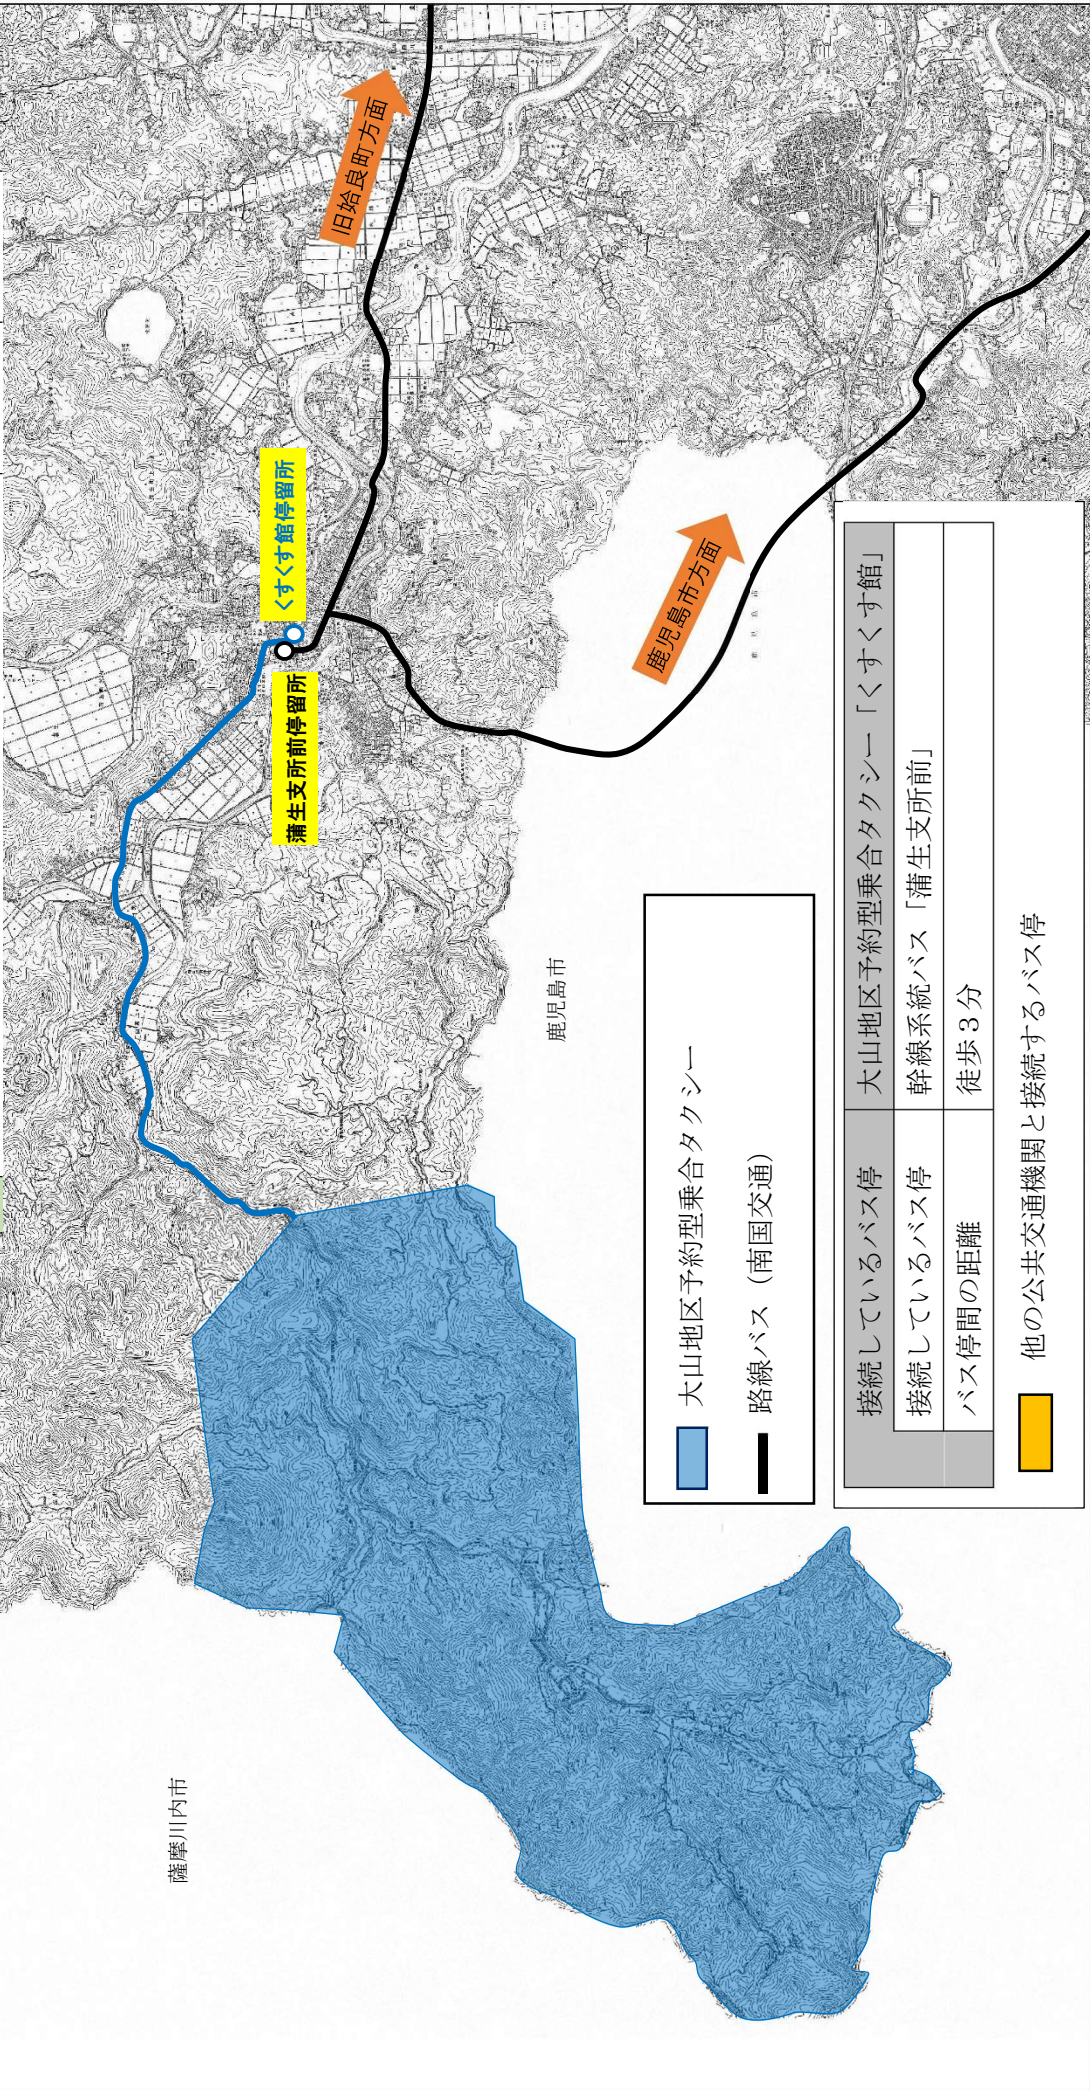 薩摩川内市
鹿児島市
旧姶良町方面
くすくす館停留所
蒲生支所前停留所
鹿児島市方面
大山地区予約型乗合タクシー
路線バス（南国交通）
接続しているバス停 大山地区予約型乗合タクシー「くすくす館」
接続しているバス停 幹線系統バス「蒲生支所前」
バス停間の距離 徒歩３分
他の公共交通機関と接続するバス停